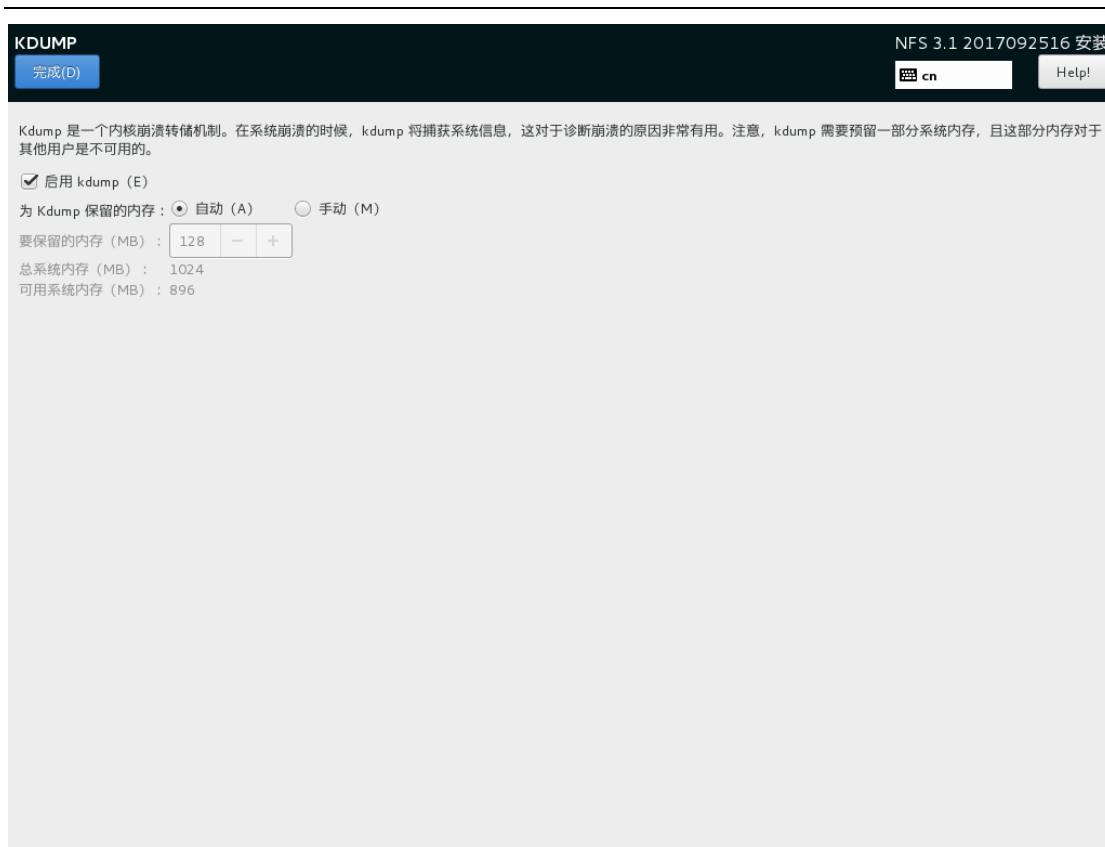 KDUMP
NFS 3.1 2017092516 安装
完成(D)
cn
Help!
Kdump 是一个内核崩溃转储机制。在系统崩溃的时候，kdump 将捕获系统信息，这对于诊断崩溃的原因非常有用。注意，kdump 需要预留一部分系统内存，且这部分内存对于
其他用户是不可用的。
启用 kdump（E）
为 Kdump 保留的内存： 自动（A） 手动（M）
要保留的内存（MB）： 128 − +
总系统内存（MB）： 1024
可用系统内存（MB）： 896